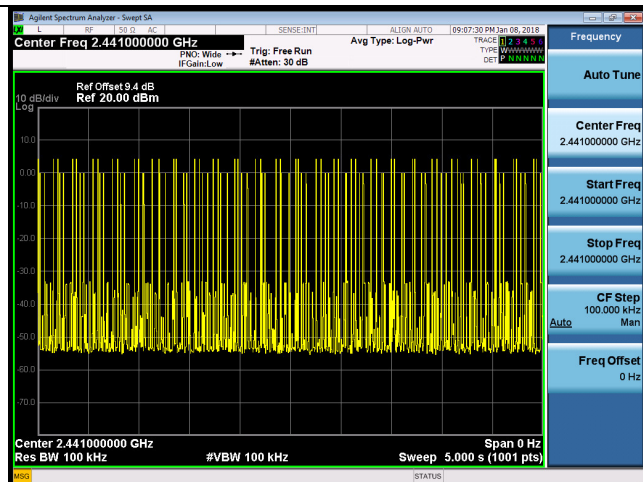 Agilent Spectrum Analyzer - Swept SA
L RF 50 Ω AC SENSE:INT ALIGN AUTO 09:07:30 PM Jan 08, 2018
Center Freq 2.441000000 GHz
PNO: Wide
IFGain:Low
Trig: Free Run
#Atten: 30 dB
Avg Type: Log-Pwr
TRACE 1 2 3 4 5 6
TYPE W
DET P N N N N N
Frequency
Ref Offset 9.4 dB
10 dB/div Ref 20.00 dBm
Log
10.0
0.00
-10.0
-20.0
-30.0
-40.0
-50.0
-60.0
-70.0
Center 2.441000000 GHz Span 0 Hz
Res BW 100 kHz #VBW 100 kHz Sweep 5.000 s (1001 pts)
Auto Tune
Center Freq
2.441000000 GHz
Start Freq
2.441000000 GHz
Stop Freq
2.441000000 GHz
CF Step
100.000 kHz
Auto Man
Freq Offset
0 Hz
MSG STATUS